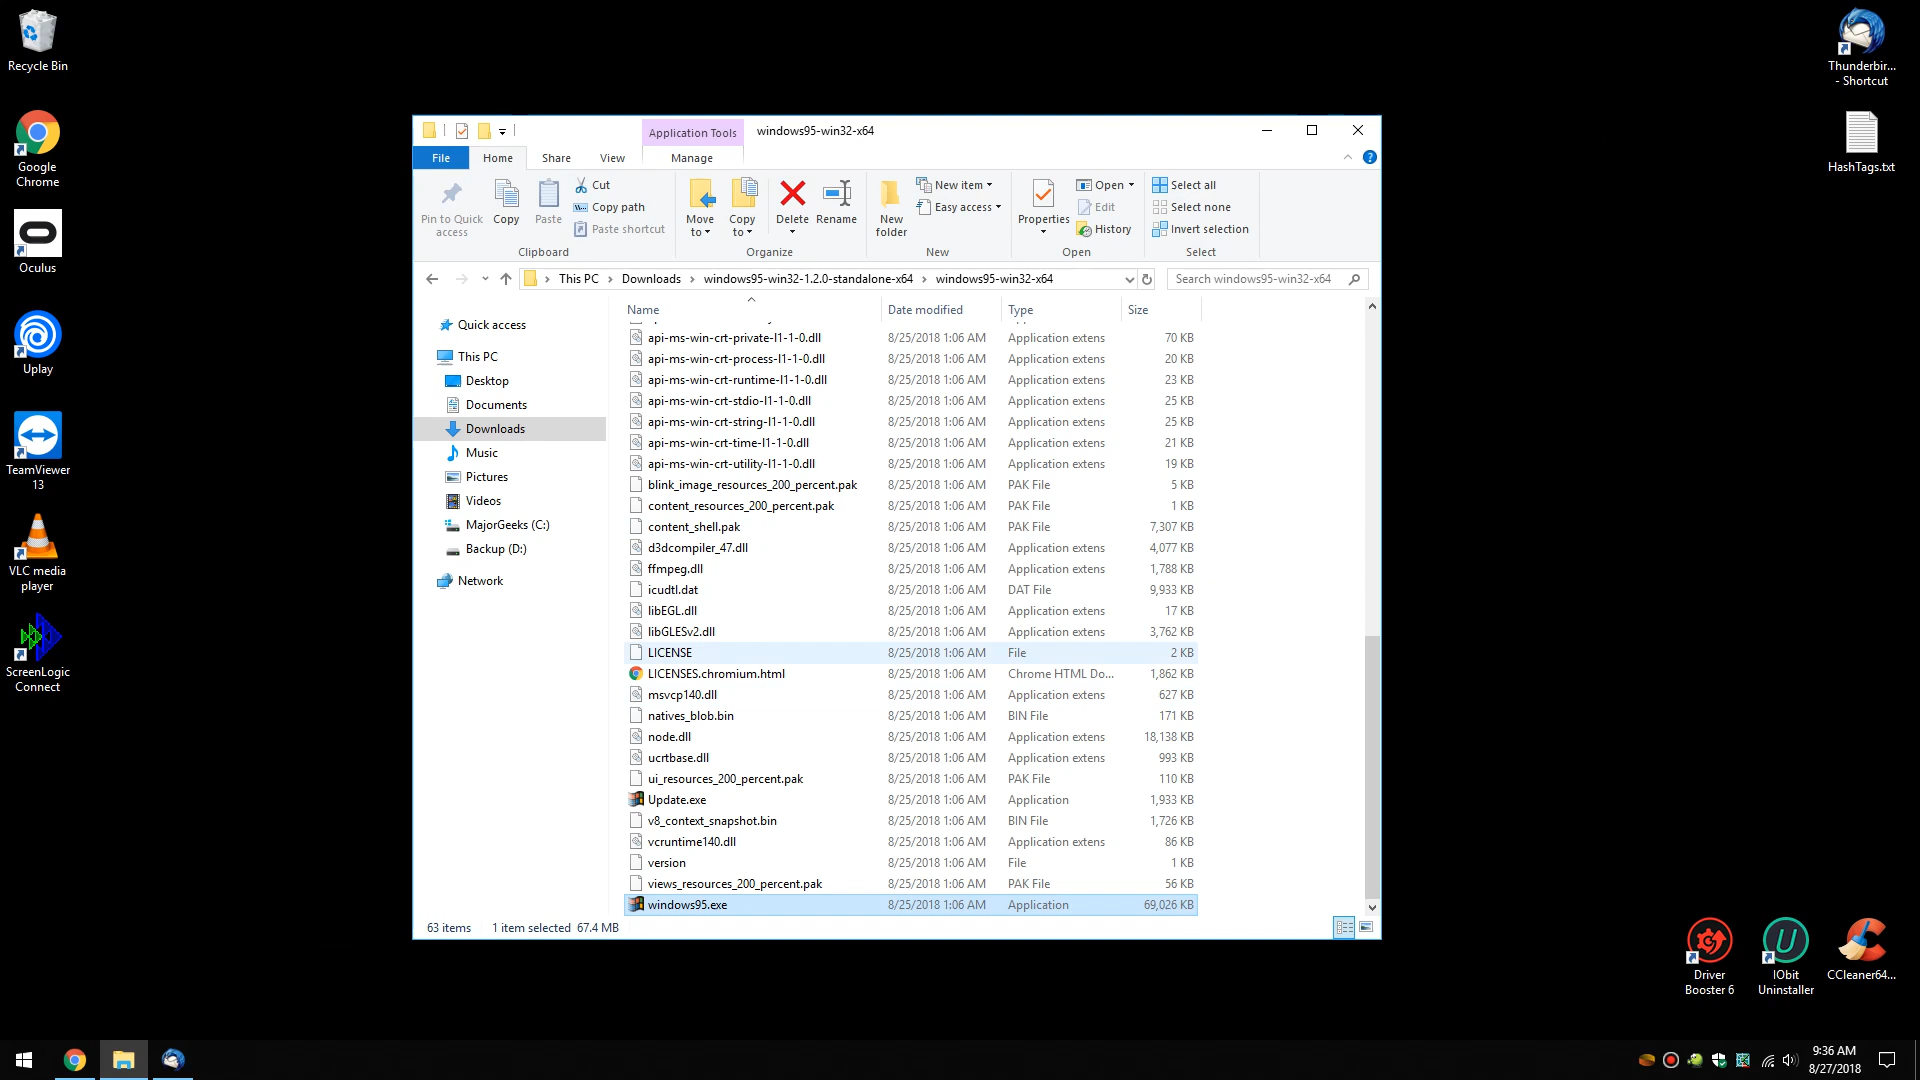 Recycle Bin
Google
Chrome
Oculus
Uplay
TeamViewer
13
VLC media
player
ScreenLogic
Connect
Thunderbir...
- Shortcut
HashTags.txt
Application Tools
windows95-win32-x64
File
Home
Share
View
Manage
Pin to Quick
access
Copy
Paste
Cut
Copy path
Paste shortcut
Clipboard
Move
to
Copy
to
Delete
Rename
Organize
New
folder
New item
Easy access
New
Properties
Open
Edit
History
Open
Select all
Select none
Invert selection
Select
This PC
Downloads
windows95-win32-1.2.0-standalone-x64
windows95-win32-x64
Search windows95-win32-x64
Quick access
This PC
Desktop
Documents
Downloads
Music
Pictures
Videos
MajorGeeks (C:)
Backup (D:)
Network
Name Date modified Type Size
api-ms-win-crt-private-l1-1-0.dll 8/25/2018 1:06 AM Application extens 70 KB
api-ms-win-crt-process-l1-1-0.dll 8/25/2018 1:06 AM Application extens 20 KB
api-ms-win-crt-runtime-l1-1-0.dll 8/25/2018 1:06 AM Application extens 23 KB
api-ms-win-crt-stdio-l1-1-0.dll 8/25/2018 1:06 AM Application extens 25 KB
api-ms-win-crt-string-l1-1-0.dll 8/25/2018 1:06 AM Application extens 25 KB
api-ms-win-crt-time-l1-1-0.dll 8/25/2018 1:06 AM Application extens 21 KB
api-ms-win-crt-utility-l1-1-0.dll 8/25/2018 1:06 AM Application extens 19 KB
blink_image_resources_200_percent.pak 8/25/2018 1:06 AM PAK File 5 KB
content_resources_200_percent.pak 8/25/2018 1:06 AM PAK File 1 KB
content_shell.pak 8/25/2018 1:06 AM PAK File 7,307 KB
d3dcompiler_47.dll 8/25/2018 1:06 AM Application extens 4,077 KB
ffmpeg.dll 8/25/2018 1:06 AM Application extens 1,788 KB
icudtl.dat 8/25/2018 1:06 AM DAT File 9,933 KB
libEGL.dll 8/25/2018 1:06 AM Application extens 17 KB
libGLESv2.dll 8/25/2018 1:06 AM Application extens 3,762 KB
LICENSE 8/25/2018 1:06 AM File 2 KB
LICENSES.chromium.html 8/25/2018 1:06 AM Chrome HTML Do... 1,862 KB
msvcp140.dll 8/25/2018 1:06 AM Application extens 627 KB
natives_blob.bin 8/25/2018 1:06 AM BIN File 171 KB
node.dll 8/25/2018 1:06 AM Application extens 18,138 KB
ucrtbase.dll 8/25/2018 1:06 AM Application extens 993 KB
ui_resources_200_percent.pak 8/25/2018 1:06 AM PAK File 110 KB
Update.exe 8/25/2018 1:06 AM Application 1,933 KB
v8_context_snapshot.bin 8/25/2018 1:06 AM BIN File 1,726 KB
vcruntime140.dll 8/25/2018 1:06 AM Application extens 86 KB
version 8/25/2018 1:06 AM File 1 KB
views_resources_200_percent.pak 8/25/2018 1:06 AM PAK File 56 KB
windows95.exe 8/25/2018 1:06 AM Application 69,026 KB
63 items 1 item selected 67.4 MB
Driver
Booster 6
IObit
Uninstaller
CCleaner64...
9:36 AM
8/27/2018